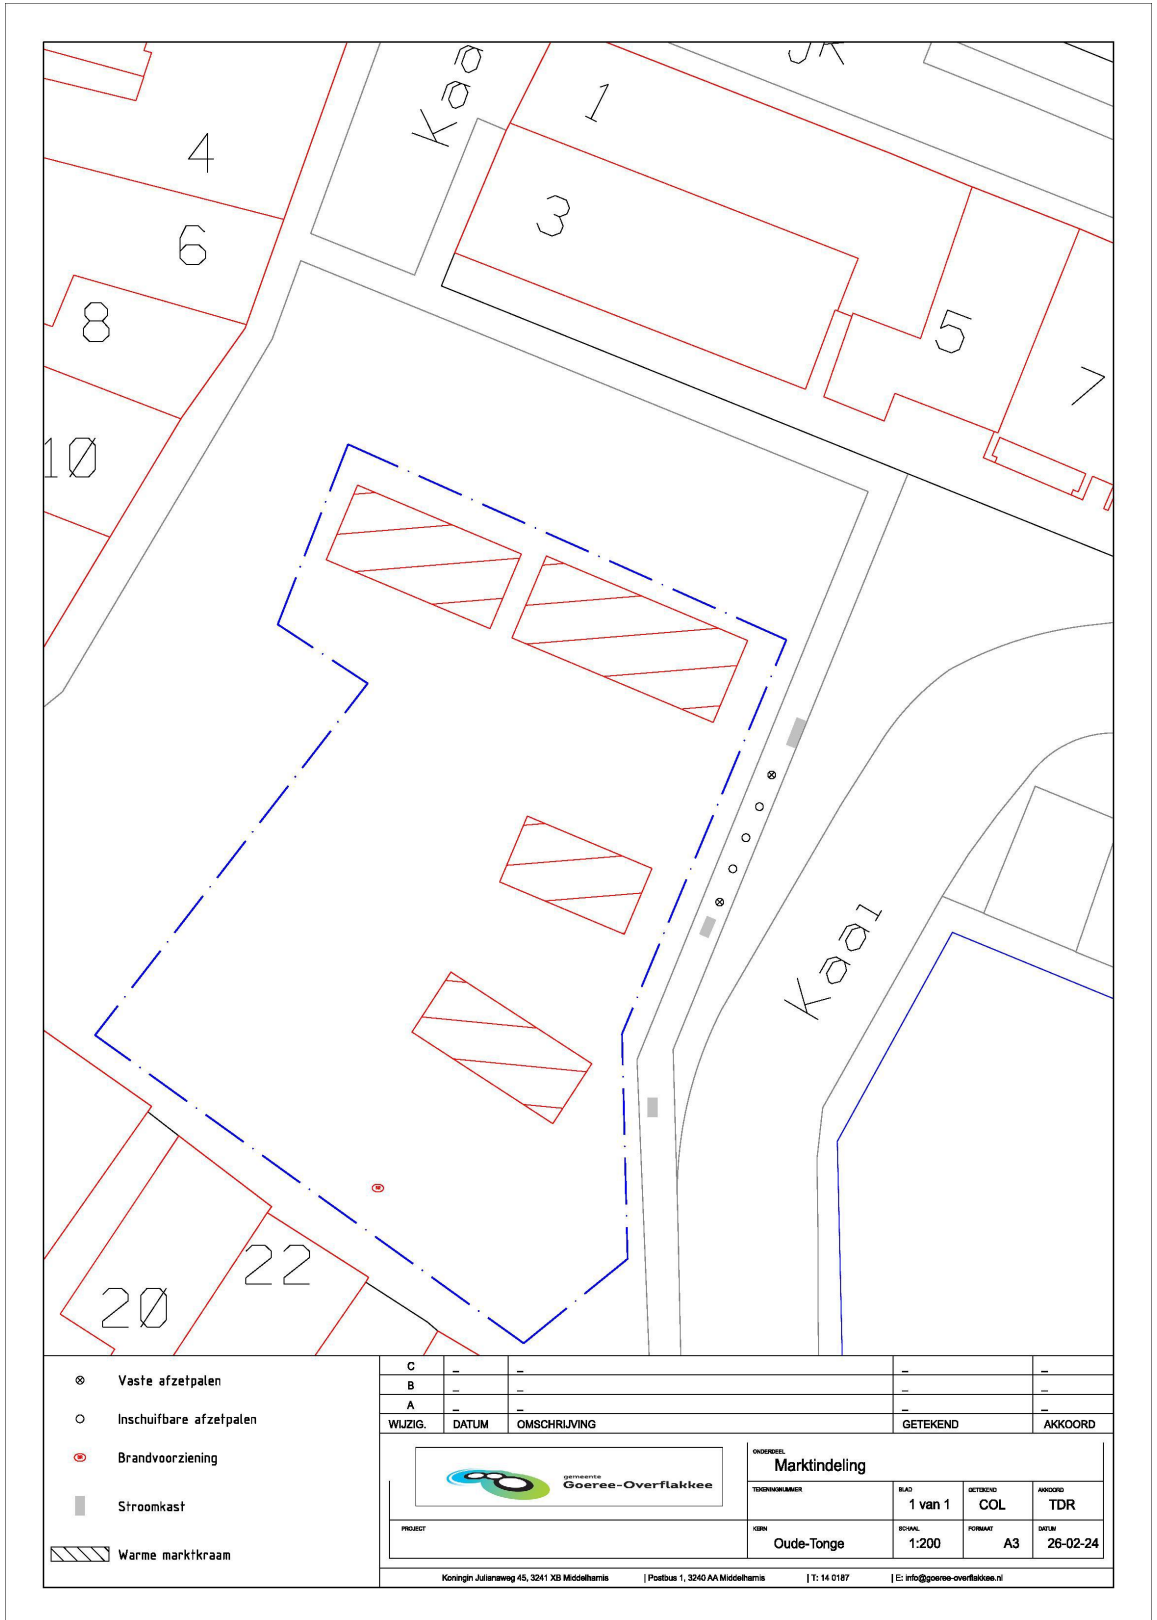 Kaa
JK
1
4
3
6
8
5
7
10
Kaai
22
20
Vaste afzetpalen
Inschuifbare afzetpalen
Brandvoorziening
Stroomkast
Warme marktkraam
C _ _ _ _
B _ _ _ _
A _ _ _ _
WIJZIG. DATUM OMSCHRIJVING GETEKEND AKKOORD
gemeente
Goeree-Overflakkee
ONDERDEEL
Marktindeling
TEKENINGNUMMER BLAD GETEKEND AKKOORD
1 van 1 COL TDR
PROJECT KERN SCHAAL FORMAAT DATUM
Oude-Tonge 1:200 A3 26-02-24
Koningin Julianaweg 45, 3241 XB Middelharnis | Postbus 1, 3240 AA Middelharnis | T: 14 0187 | E: info@goeree-overflakkee.nl